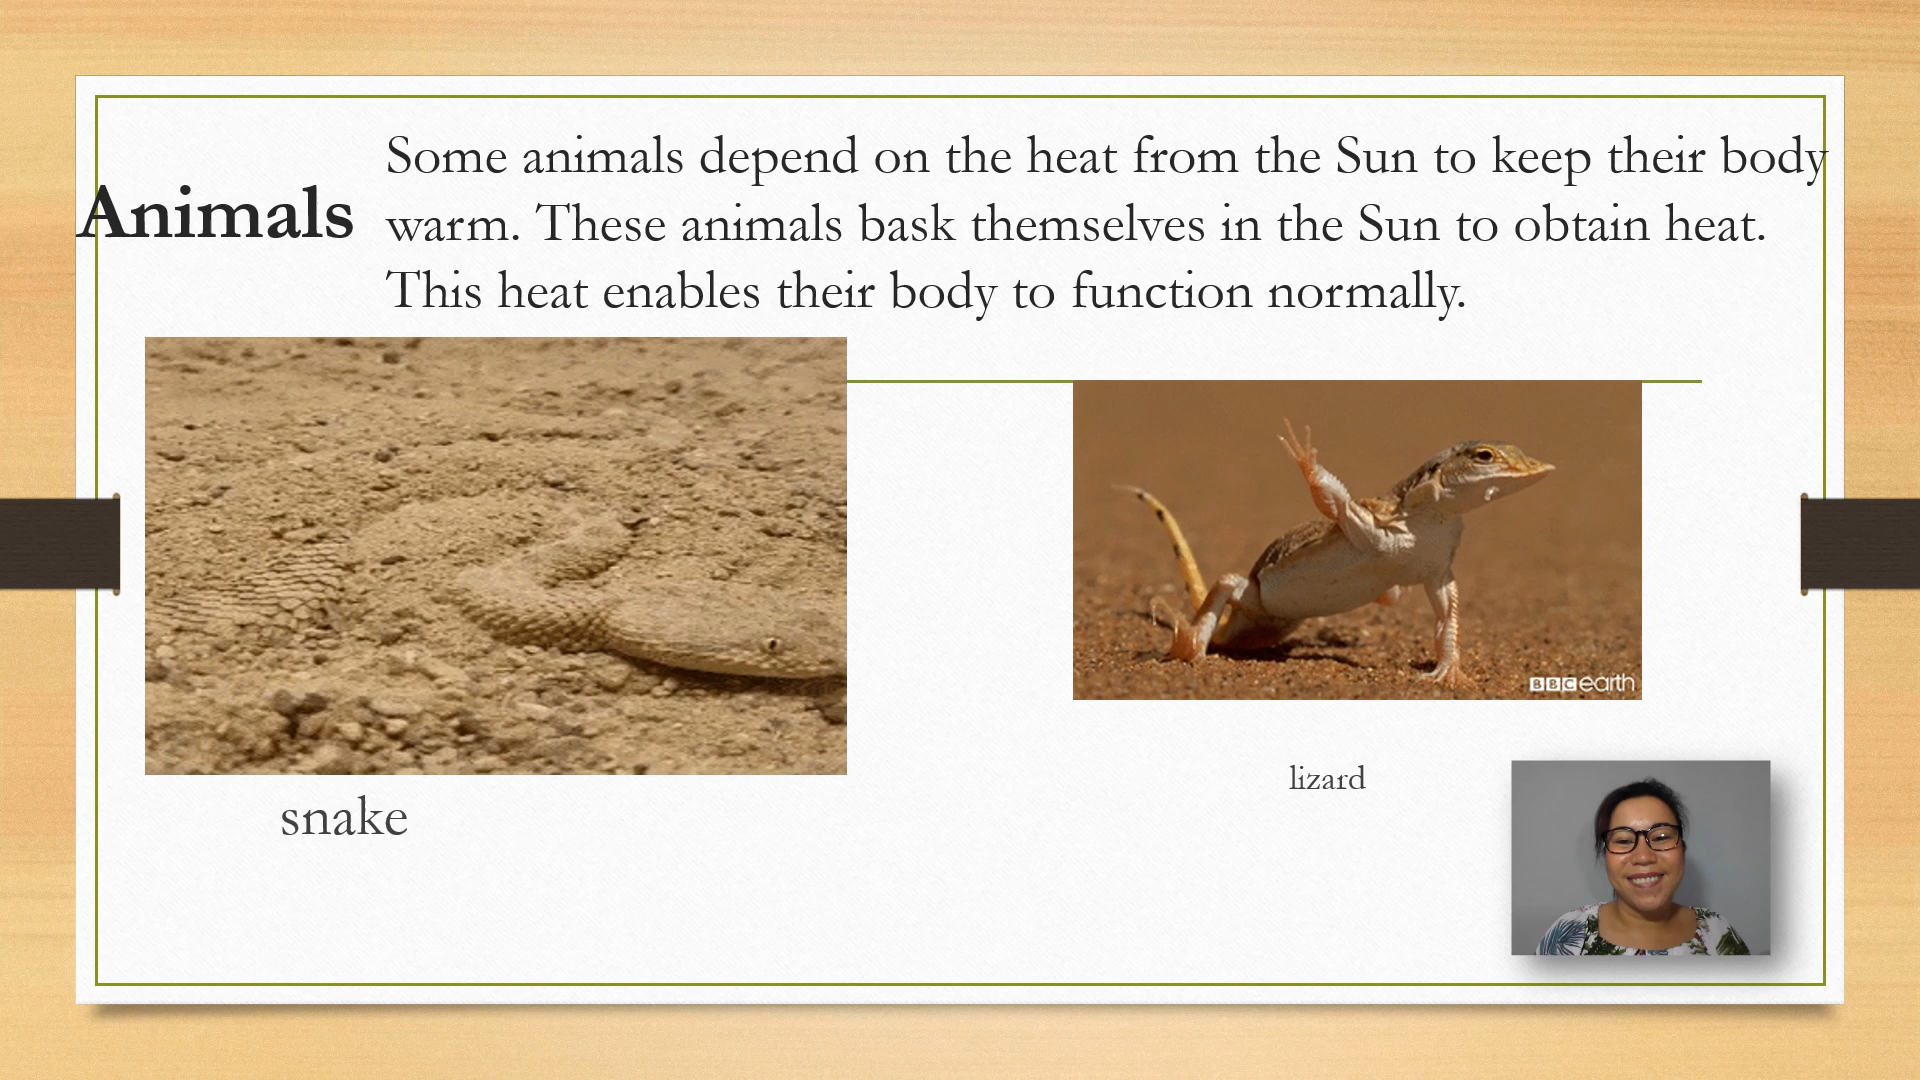 Animals
Some animals depend on the heat from the Sun to keep their body
warm. These animals bask themselves in the Sun to obtain heat.
This heat enables their body to function normally.
BBC earth
lizard
snake